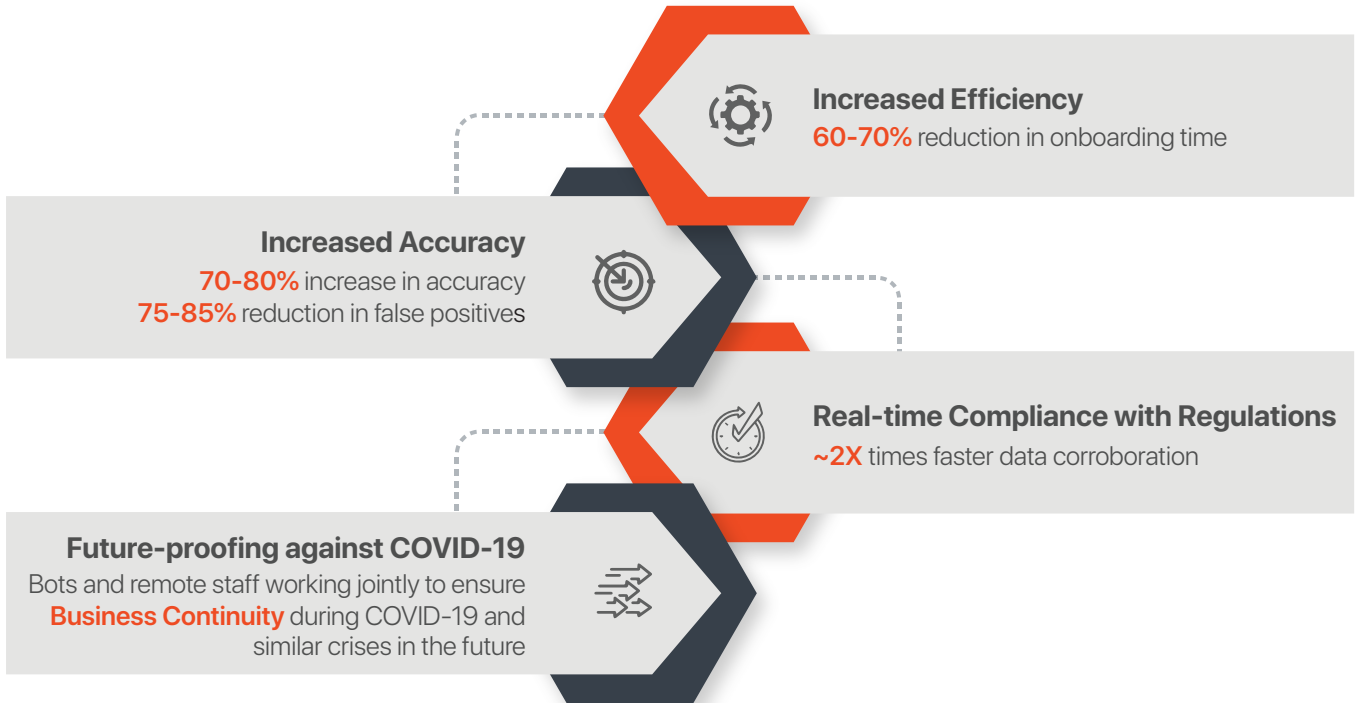 Increased Efficiency
60-70% reduction in onboarding time
Increased Accuracy
70-80% increase in accuracy
75-85% reduction in false positives
Real-time Compliance with Regulations
~2X times faster data corroboration
Future-proofing against COVID-19
Bots and remote staff working jointly to ensure
Business Continuity during COVID-19 and
similar crises in the future